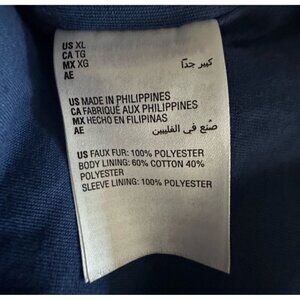 US XL
CA TG
MX XG
AE كبير جدًا
US MADE IN PHILIPPINES
CA FABRIQUÉ AUX PHILIPPINES
MX HECHO EN FILIPINAS
AE صُنع في الفلبين
US FAUX FUR: 100% POLYESTER
BODY LINING: 60% COTTON 40%
POLYESTER
SLEEVE LINING: 100% POLYESTER